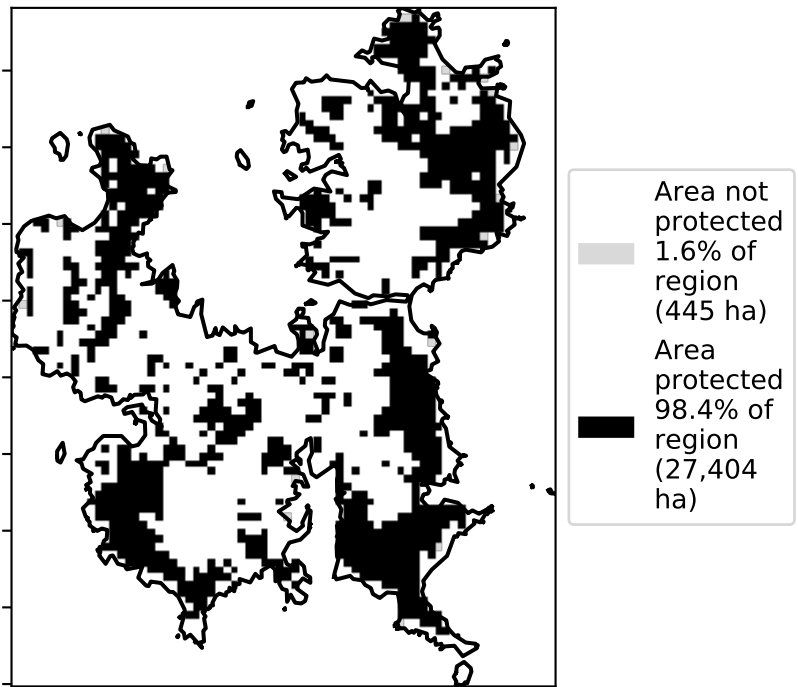 Area not
protected
1.6% of
region
(445 ha)
Area
protected
98.4% of
region
(27,404
ha)